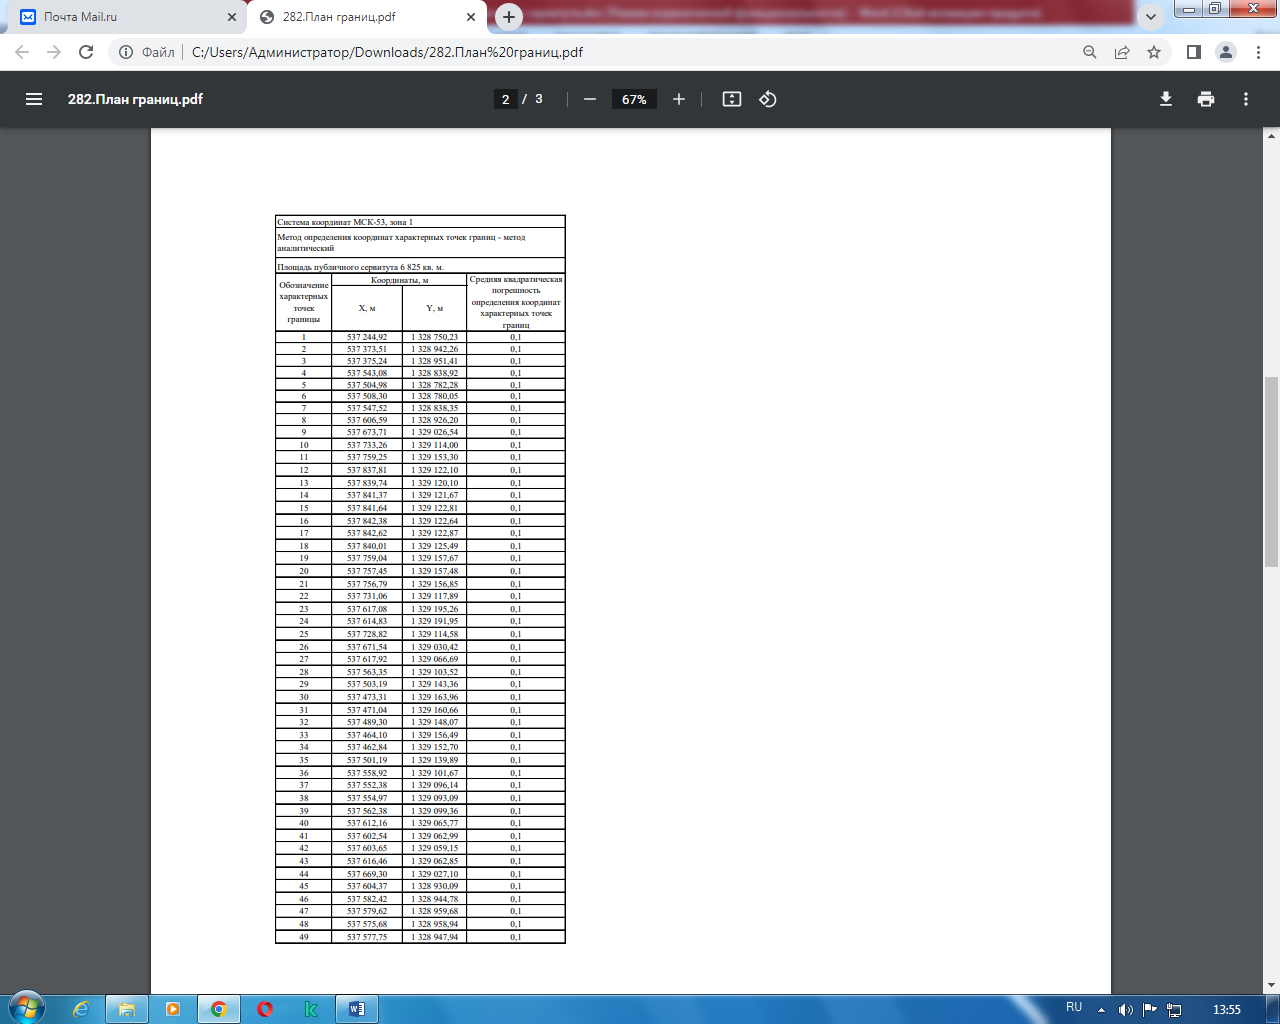 Почта Mail.ru
282.План границ.pdf
Файл
C:/Users/Администратор/Downloads/282.План%20границ.pdf
282.План границ.pdf
2 / 3
67%
Система координат МСК-53, зона 1
Метод определения координат характерных точек границ - метод
аналитический
Площадь публичного сервитута 6 825 кв. м.
Обозначение характерных точек границы
Координаты, м
X, м
Y, м
Средняя квадратическая погрешность определения координат характерных точек границ
1 537 244,92 1 328 750,23 0,1
2 537 373,51 1 328 942,26 0,1
3 537 375,24 1 328 951,41 0,1
4 537 543,08 1 328 838,92 0,1
5 537 504,98 1 328 782,28 0,1
6 537 508,30 1 328 780,05 0,1
7 537 547,52 1 328 838,35 0,1
8 537 606,59 1 328 926,20 0,1
9 537 673,71 1 329 026,54 0,1
10 537 733,26 1 329 114,00 0,1
11 537 759,25 1 329 153,30 0,1
12 537 837,81 1 329 122,10 0,1
13 537 839,74 1 329 120,10 0,1
14 537 841,37 1 329 121,67 0,1
15 537 841,64 1 329 122,81 0,1
16 537 842,38 1 329 122,64 0,1
17 537 842,62 1 329 122,87 0,1
18 537 840,01 1 329 125,49 0,1
19 537 759,04 1 329 157,67 0,1
20 537 757,45 1 329 157,48 0,1
21 537 756,79 1 329 156,85 0,1
22 537 731,06 1 329 117,89 0,1
23 537 617,08 1 329 195,26 0,1
24 537 614,83 1 329 191,95 0,1
25 537 728,82 1 329 114,58 0,1
26 537 671,54 1 329 030,42 0,1
27 537 617,92 1 329 066,69 0,1
28 537 563,35 1 329 103,52 0,1
29 537 503,19 1 329 143,36 0,1
30 537 473,31 1 329 163,96 0,1
31 537 471,04 1 329 160,66 0,1
32 537 489,30 1 329 148,07 0,1
33 537 464,10 1 329 156,49 0,1
34 537 462,84 1 329 152,70 0,1
35 537 501,19 1 329 139,89 0,1
36 537 558,92 1 329 101,67 0,1
37 537 552,38 1 329 096,14 0,1
38 537 554,97 1 329 093,09 0,1
39 537 562,38 1 329 099,36 0,1
40 537 612,16 1 329 065,77 0,1
41 537 602,54 1 329 062,99 0,1
42 537 603,65 1 329 059,15 0,1
43 537 616,46 1 329 062,85 0,1
44 537 669,30 1 329 027,10 0,1
45 537 604,37 1 328 930,09 0,1
46 537 582,42 1 328 944,78 0,1
47 537 579,62 1 328 959,68 0,1
48 537 575,68 1 328 958,94 0,1
49 537 577,75 1 328 947,94 0,1
RU
13:55